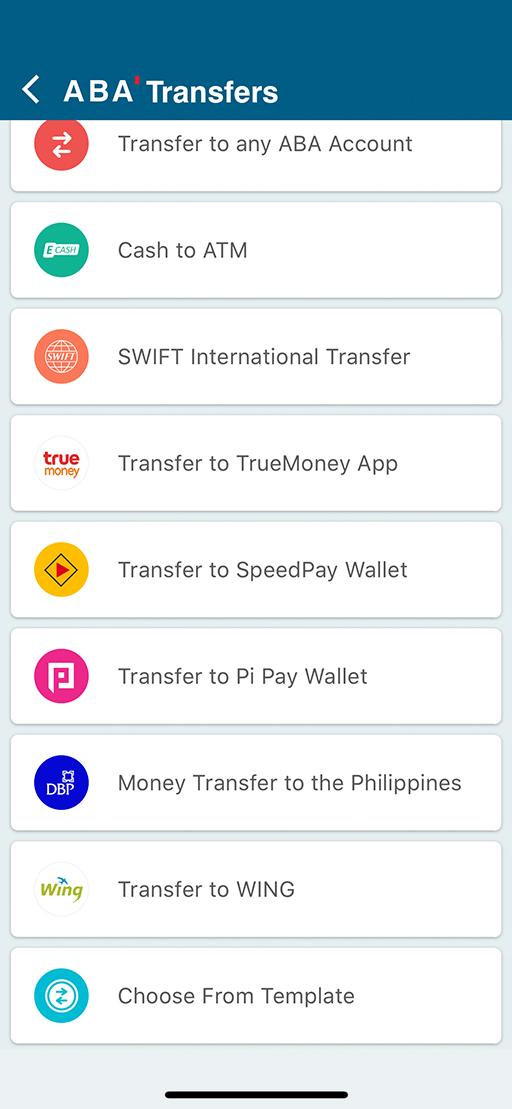 ABA' Transfers
Transfer to any ABA Account
E CASH
Cash to ATM
SWIFT
SWIFT International Transfer
true
money
Transfer to TrueMoney App
Transfer to SpeedPay Wallet
Transfer to Pi Pay Wallet
DBP
Money Transfer to the Philippines
Wing
Transfer to WING
Choose From Template